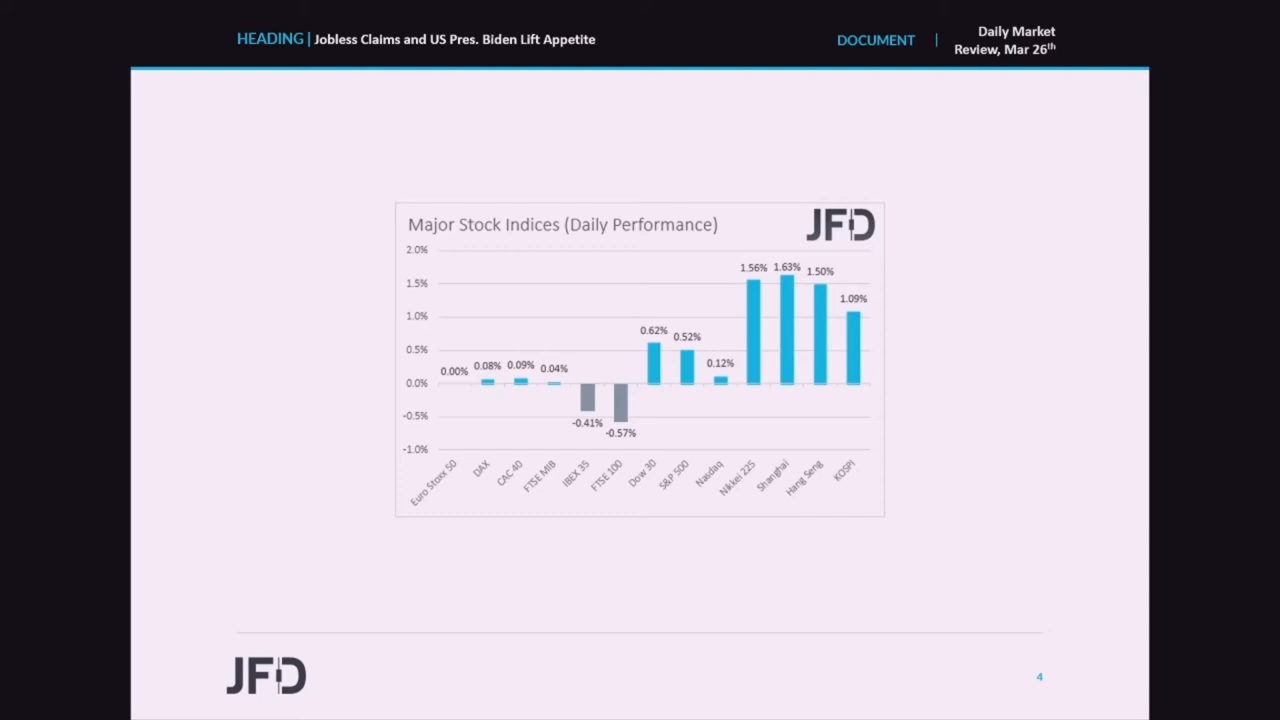 HEADING | Jobless Claims and US Pres. Biden Lift Appetite
DOCUMENT |
Daily Market
Review, Mar 26th
Major Stock Indices (Daily Performance)
JFD
2.0%
1.5%
1.0%
0.5%
0.0%
-0.5%
-1.0%
0.00%
0.08%
0.09%
0.04%
-0.41%
-0.57%
0.62%
0.52%
0.12%
1.56%
1.63%
1.50%
1.09%
Euro Stoxx 50
DAX
CAC 40
FTSE MIB
IBEX 35
FTSE 100
Dow 30
S&P 500
Nasdaq
Nikkei 225
Shanghai
Hang Seng
KOSPI
JFD
4